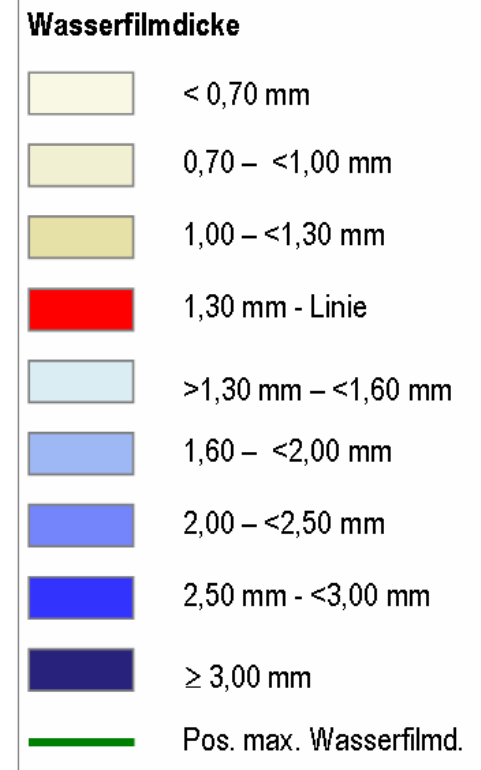 Wasserfilmdicke
< 0,70 mm
0,70 – <1,00 mm
1,00 – <1,30 mm
1,30 mm - Linie
>1,30 mm – <1,60 mm
1,60 – <2,00 mm
2,00 – <2,50 mm
2,50 mm - <3,00 mm
≥ 3,00 mm
Pos. max. Wasserfilmd.